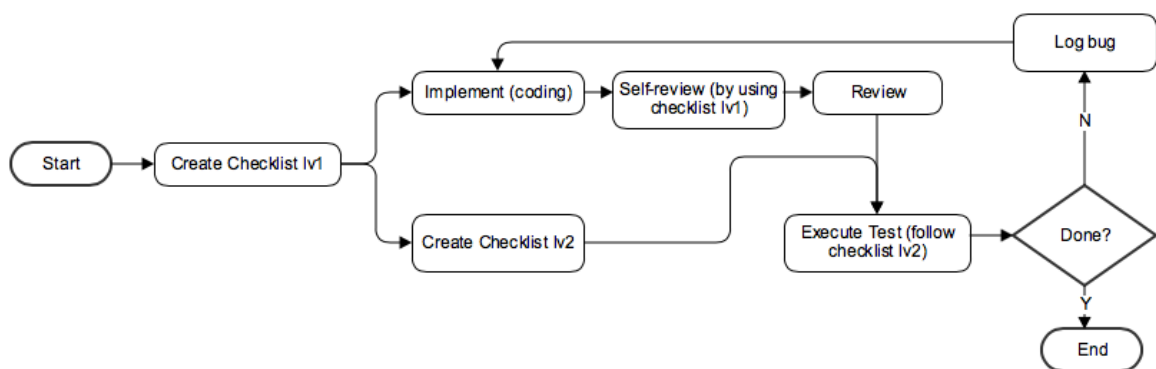 Log bug
Implement (coding)
Self-review (by using
checklist lv1)
Review
N
Start
Create Checklist lv1
Create Checklist lv2
Execute Test (follow
checklist lv2)
Done?
Y
End